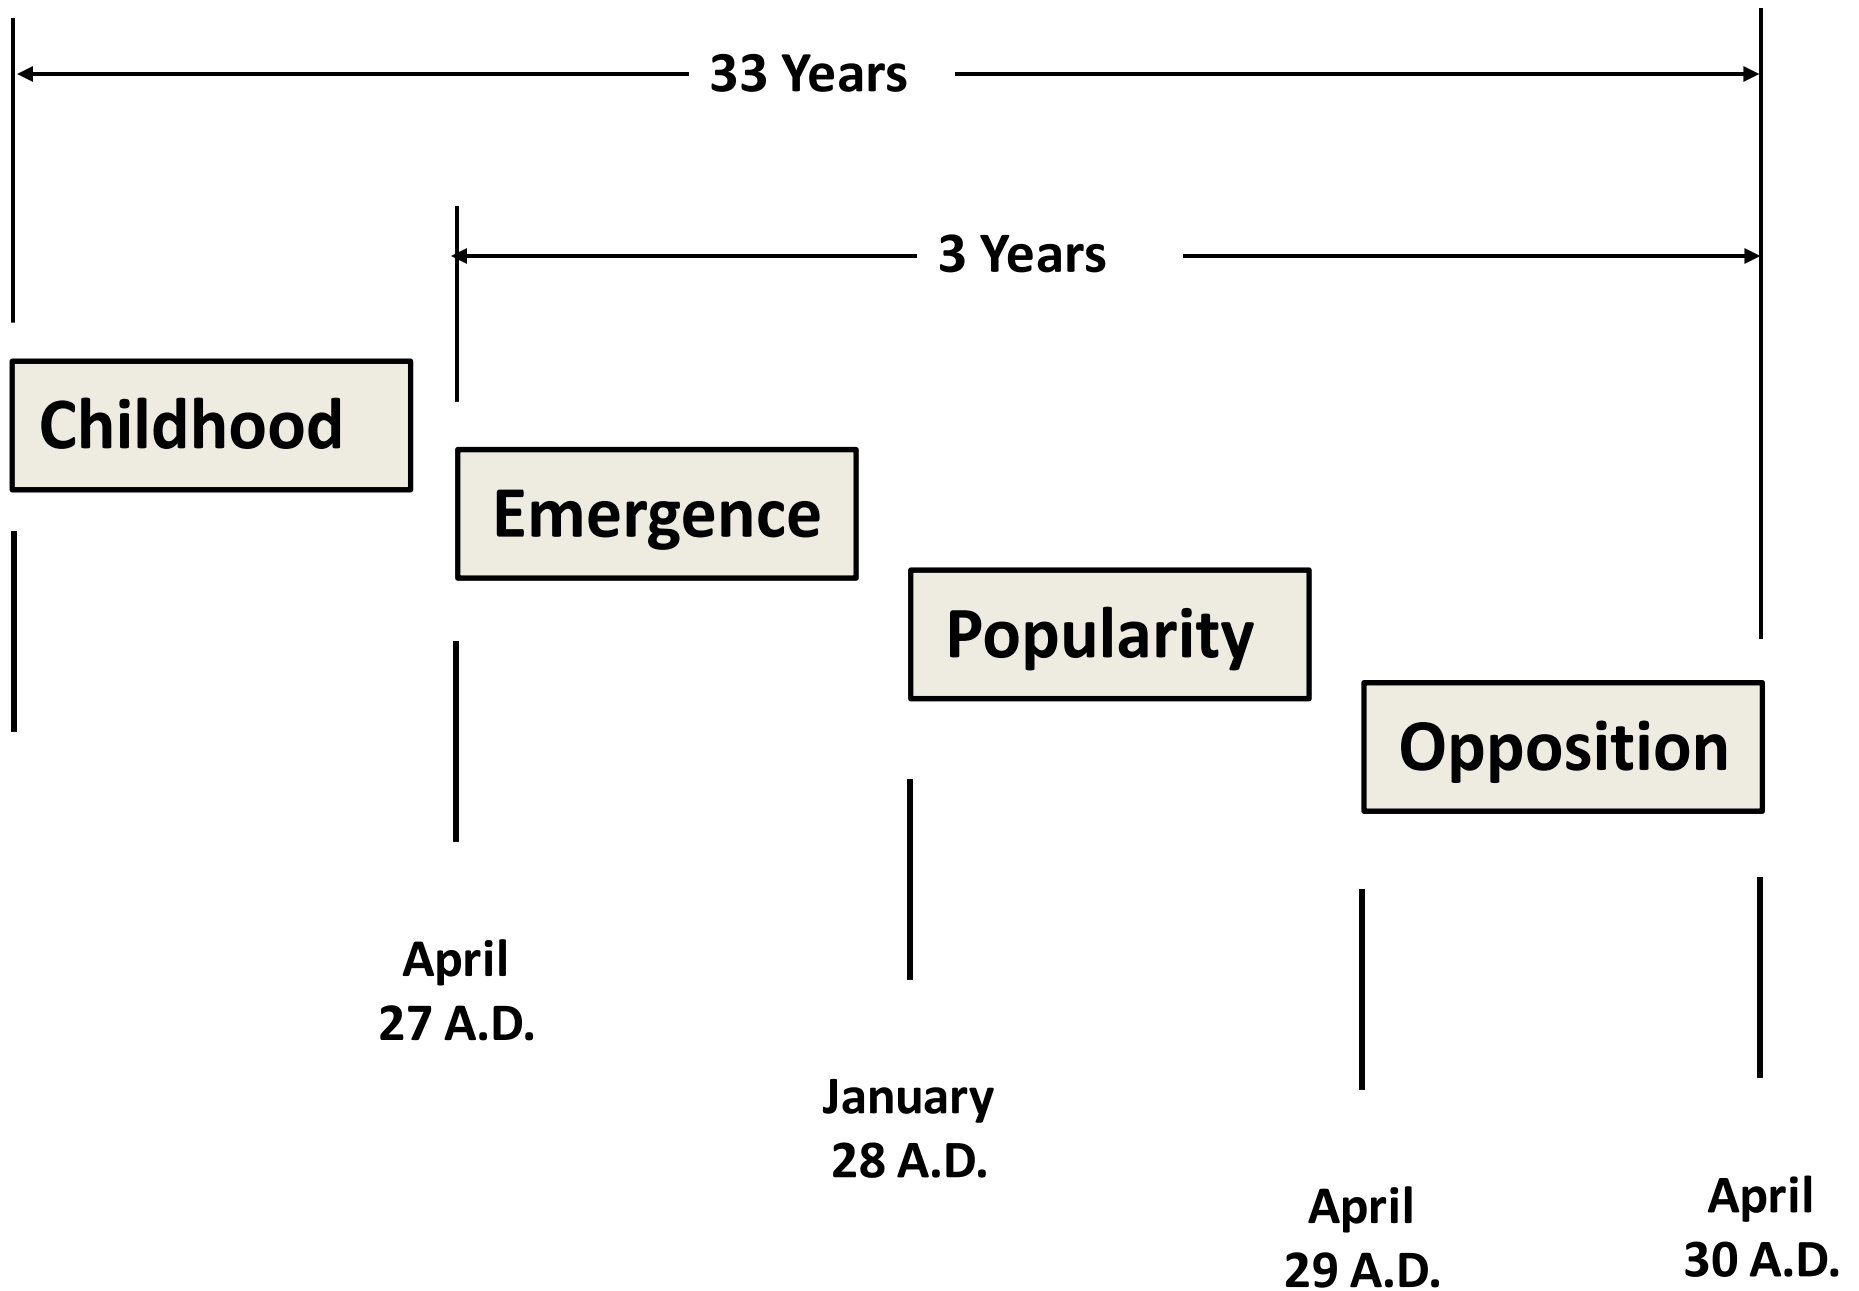 33 Years
3 Years
Childhood
Emergence
Popularity
Opposition
April
27 A.D.
January
28 A.D.
April
29 A.D.
April
30 A.D.